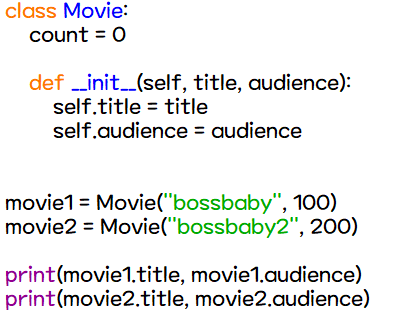 class Movie:
    count = 0

    def __init__(self, title, audience):
        self.title = title
        self.audience = audience


movie1 = Movie("bossbaby", 100)
movie2 = Movie("bossbaby2", 200)

print(movie1.title, movie1.audience)
print(movie2.title, movie2.audience)